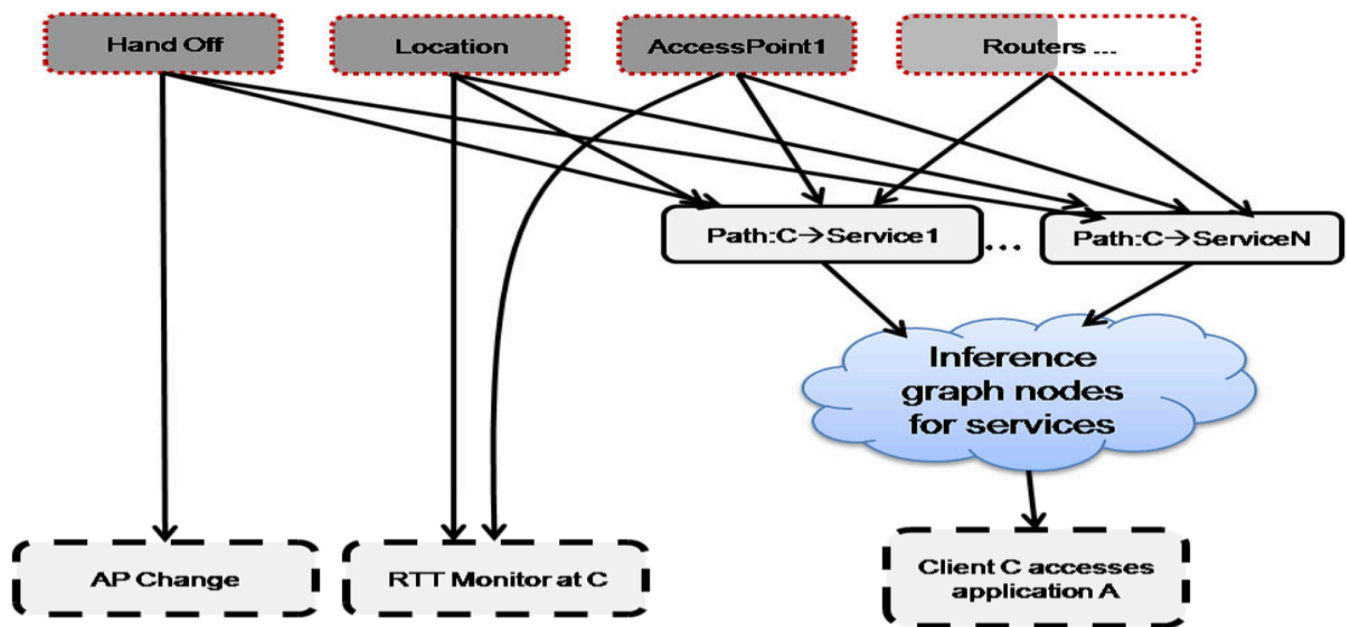 Hand Off
Location
AccessPoint1
Routers ...
Path:C→Service1
...
Path:C→ServiceN
Inference
graph nodes
for services
AP Change
RTT Monitor at C
Client C accesses
application A